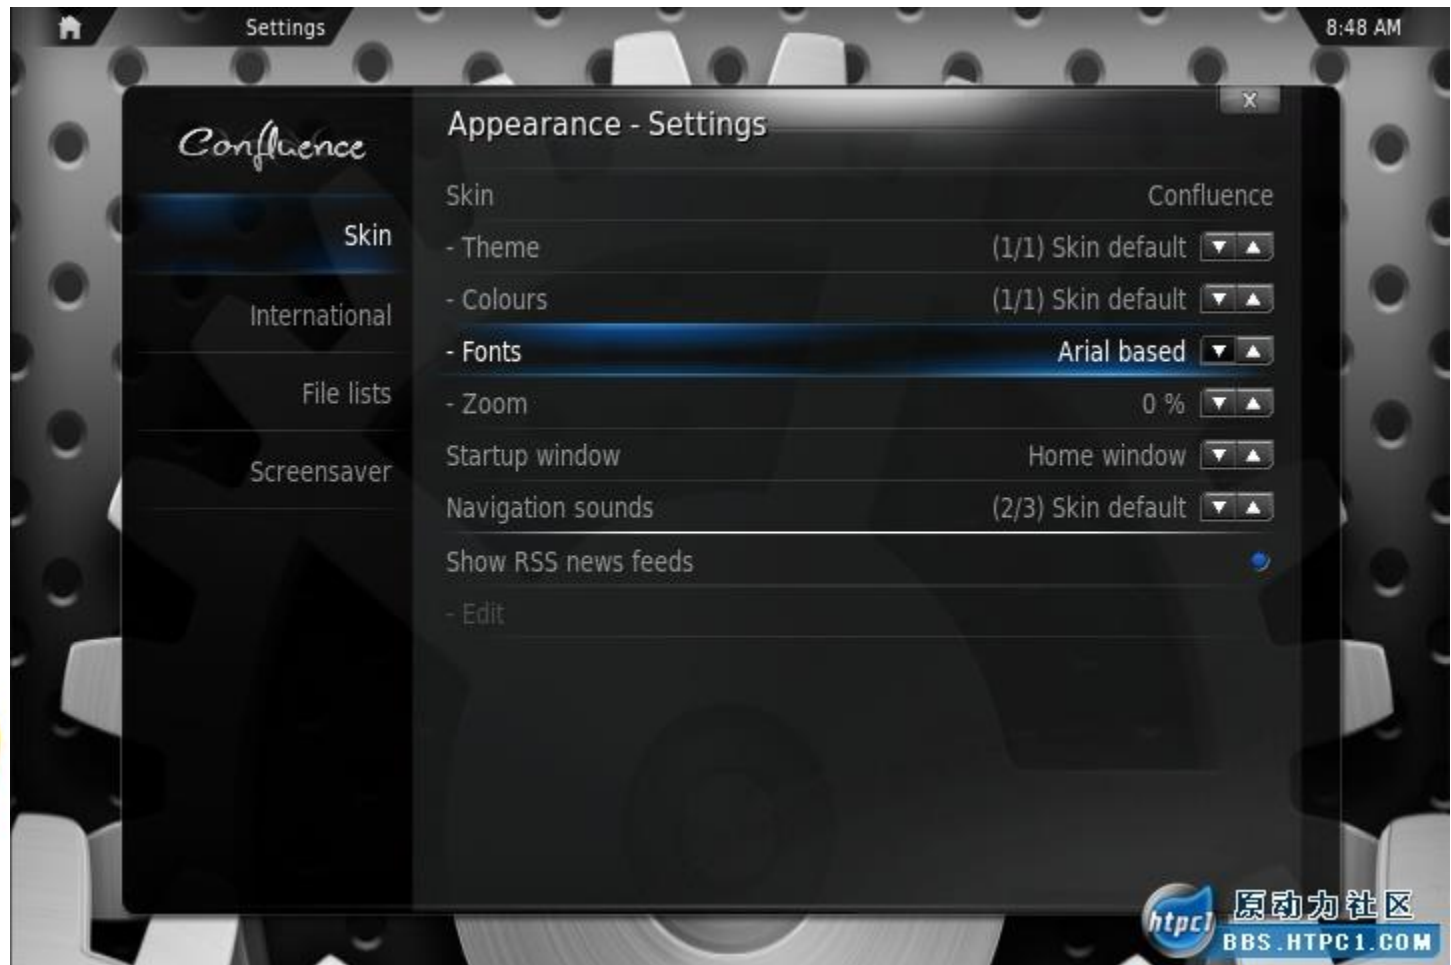 Settings
8:48 AM
X
Confluence
Appearance - Settings
Skin
International
File lists
Screensaver
Skin Confluence
- Theme (1/1) Skin default
- Colours (1/1) Skin default
- Fonts Arial based
- Zoom 0 %
Startup window Home window
Navigation sounds (2/3) Skin default
Show RSS news feeds
- Edit
htpc1 原动力社区
BBS.HTPC1.COM